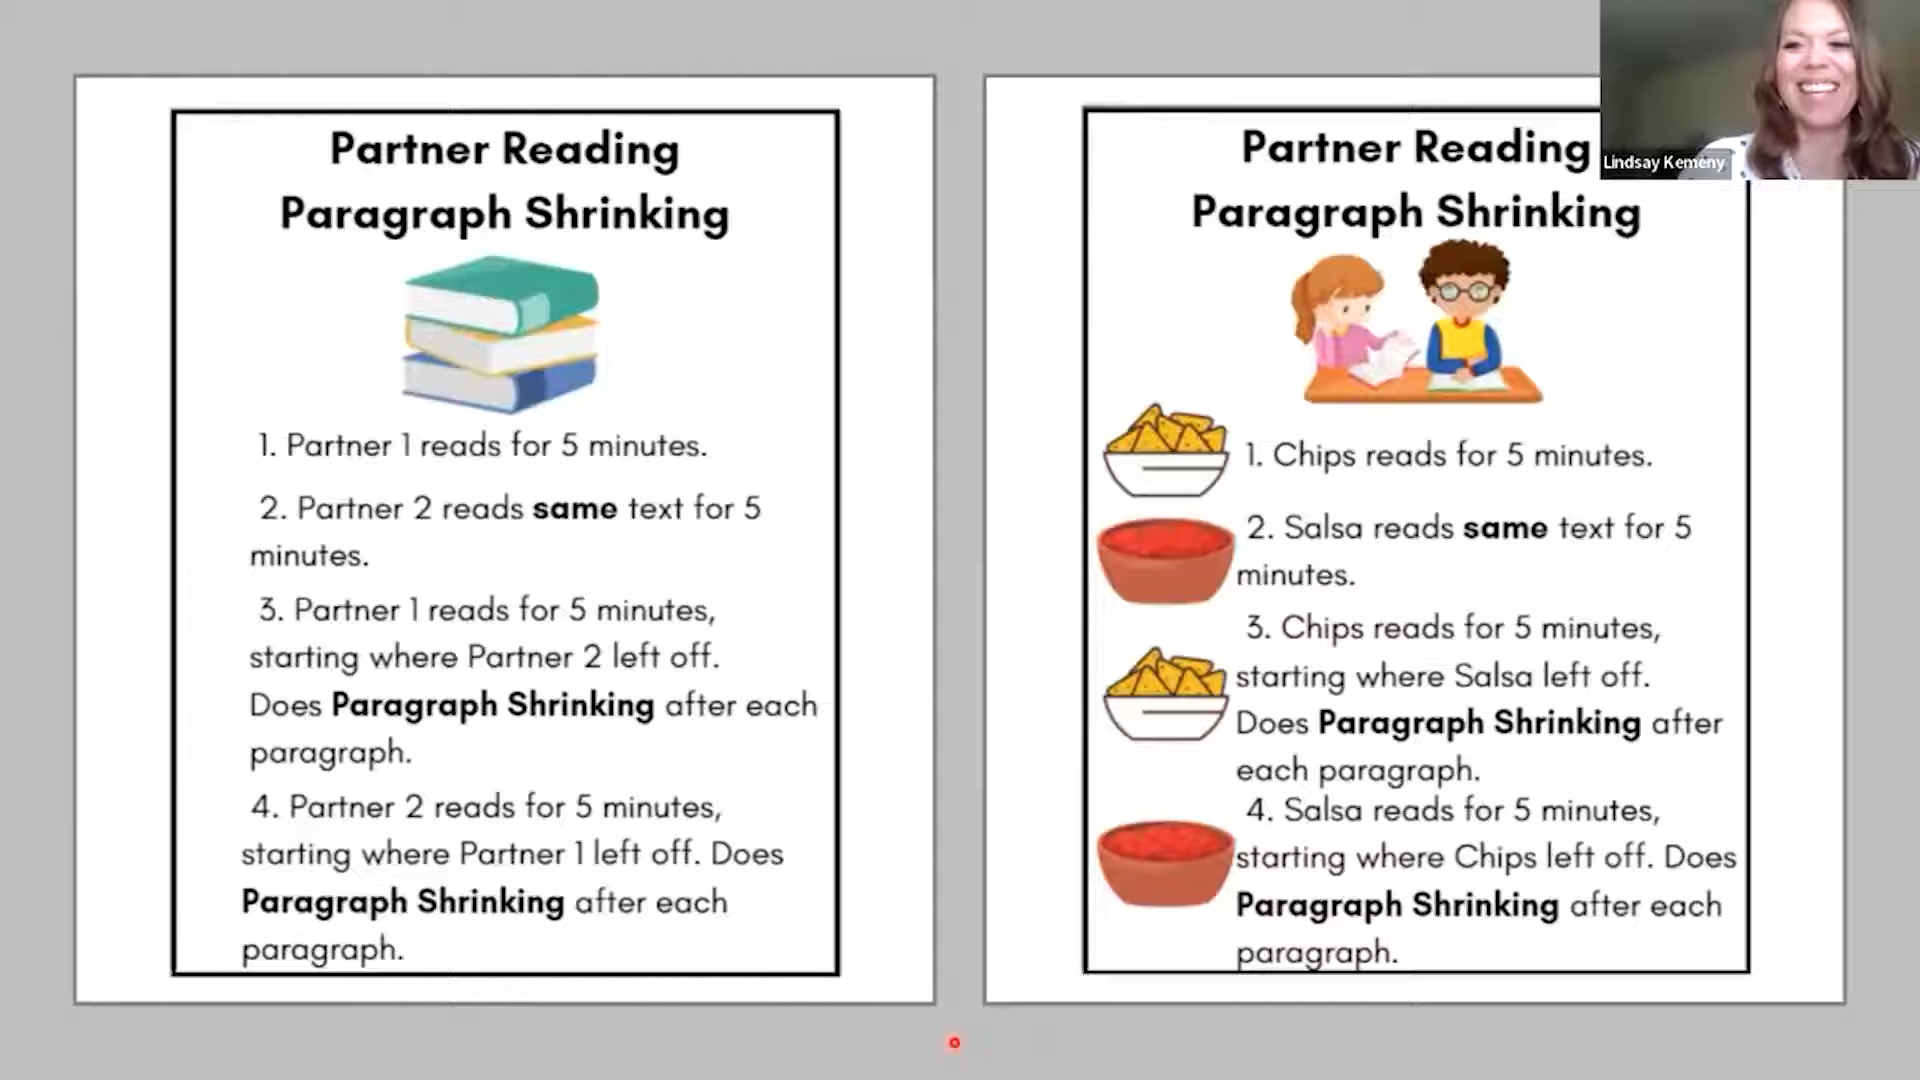 Partner Reading
Paragraph Shrinking
1. Partner 1 reads for 5 minutes.
2. Partner 2 reads same text for 5
minutes.
3. Partner 1 reads for 5 minutes,
starting where Partner 2 left off.
Does Paragraph Shrinking after each
paragraph.
4. Partner 2 reads for 5 minutes,
starting where Partner 1 left off. Does
Paragraph Shrinking after each
paragraph.
Partner Reading
Paragraph Shrinking
1. Chips reads for 5 minutes.
2. Salsa reads same text for 5
minutes.
3. Chips reads for 5 minutes,
starting where Salsa left off.
Does Paragraph Shrinking after
each paragraph.
4. Salsa reads for 5 minutes,
starting where Chips left off. Does
Paragraph Shrinking after each
paragraph.
Lindsay Kemeny